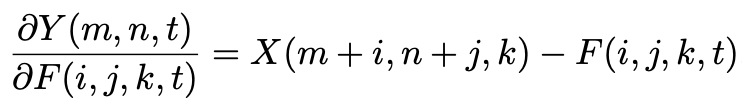 ∂Y(m, n, t) / ∂F(i, j, k, t) = X(m + i, n + j, k) − F(i, j, k, t)